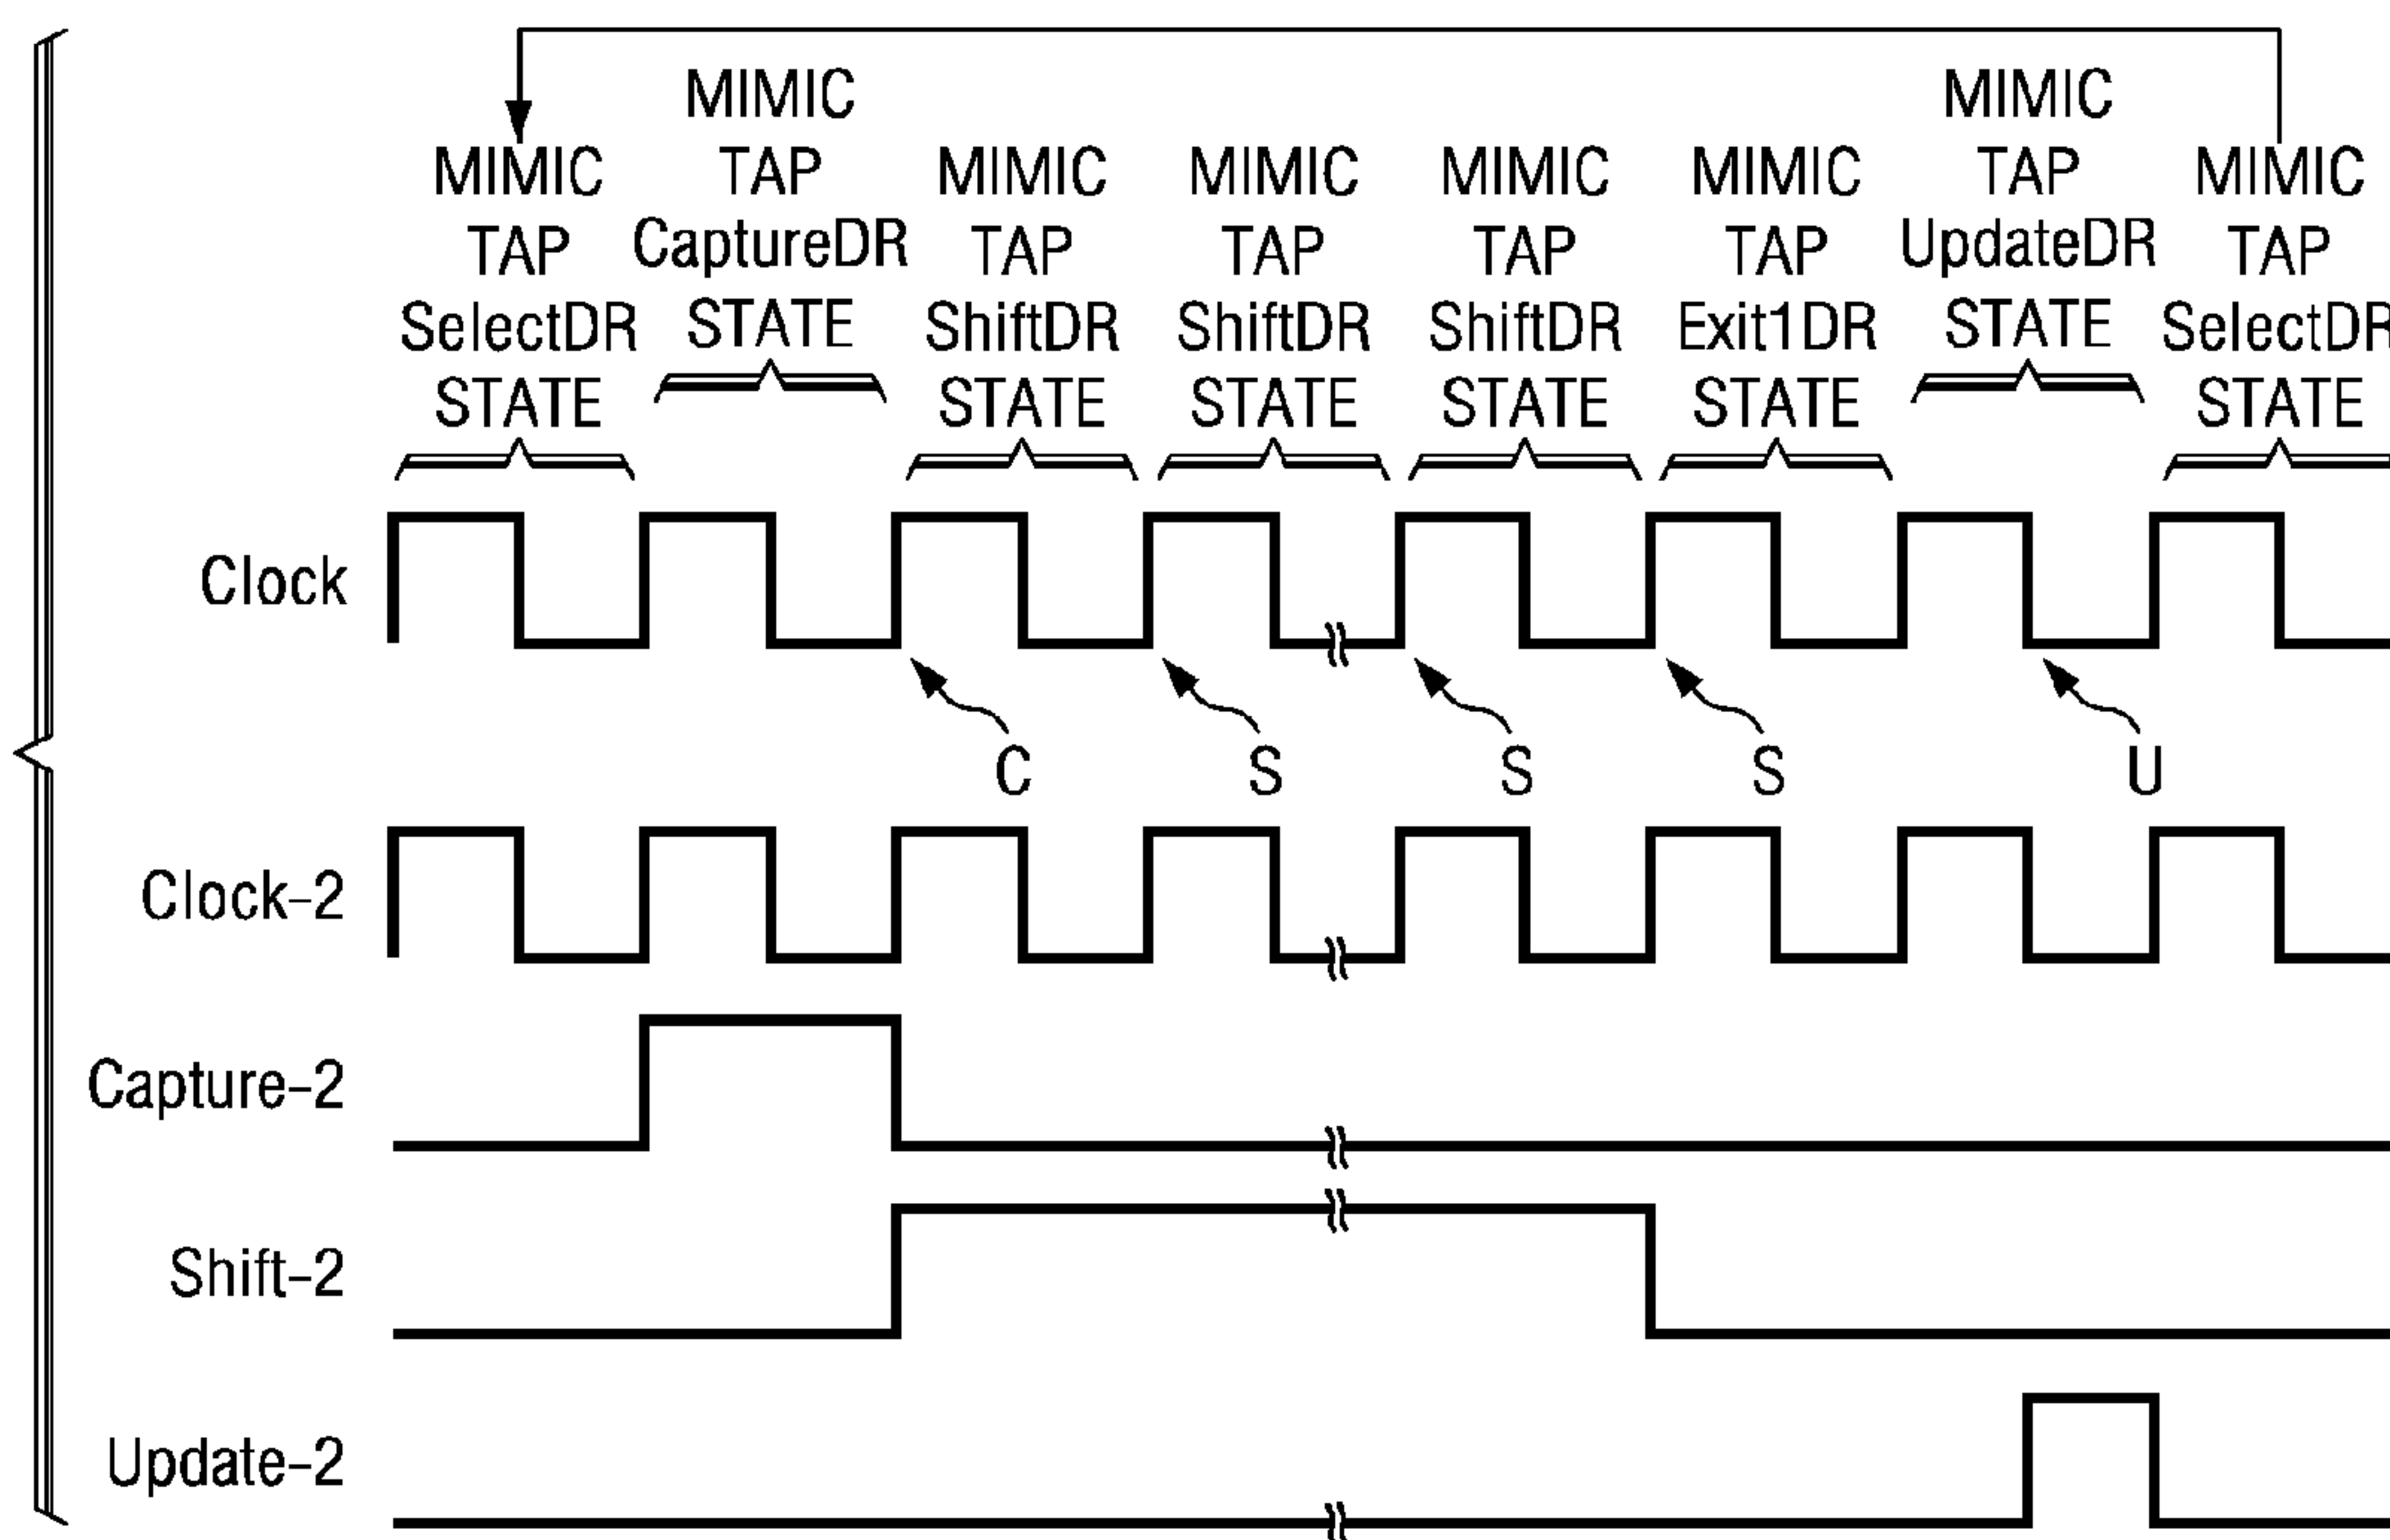 MIMIC
TAP
SelectDR
STATE
MIMIC
TAP
CaptureDR
STATE
MIMIC
TAP
ShiftDR
STATE
MIMIC
TAP
ShiftDR
STATE
MIMIC
TAP
ShiftDR
STATE
MIMIC
TAP
Exit1DR
STATE
MIMIC
TAP
UpdateDR
STATE
MIMIC
TAP
SelectDR
STATE
Clock
C
S
S
S
U
Clock-2
Capture-2
Shift-2
Update-2